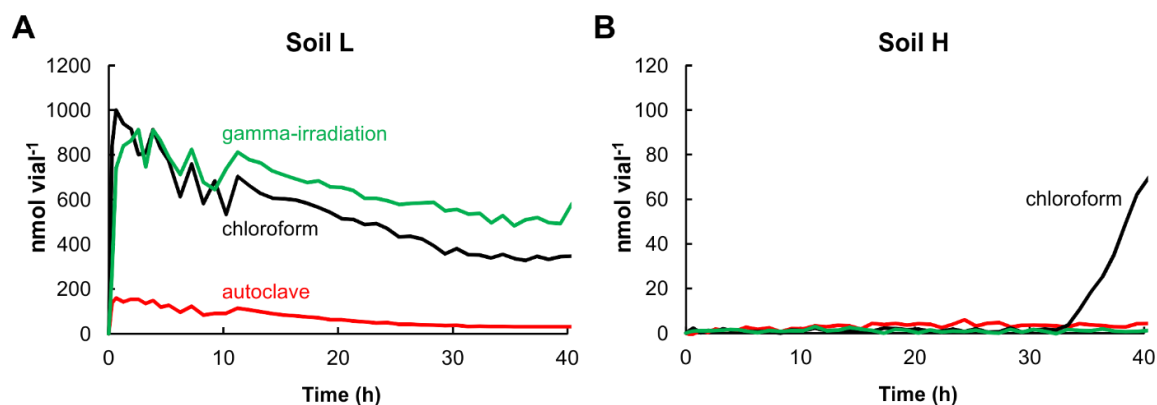 A
Soil L
nmol vial-1
1200
1000
800
600
400
200
0
gamma-irradiation
chloroform
autoclave
0 10 20 30 40
Time (h)
B
Soil H
nmol vial-1
120
100
80
60
40
20
0
chloroform
0 10 20 30 40
Time (h)